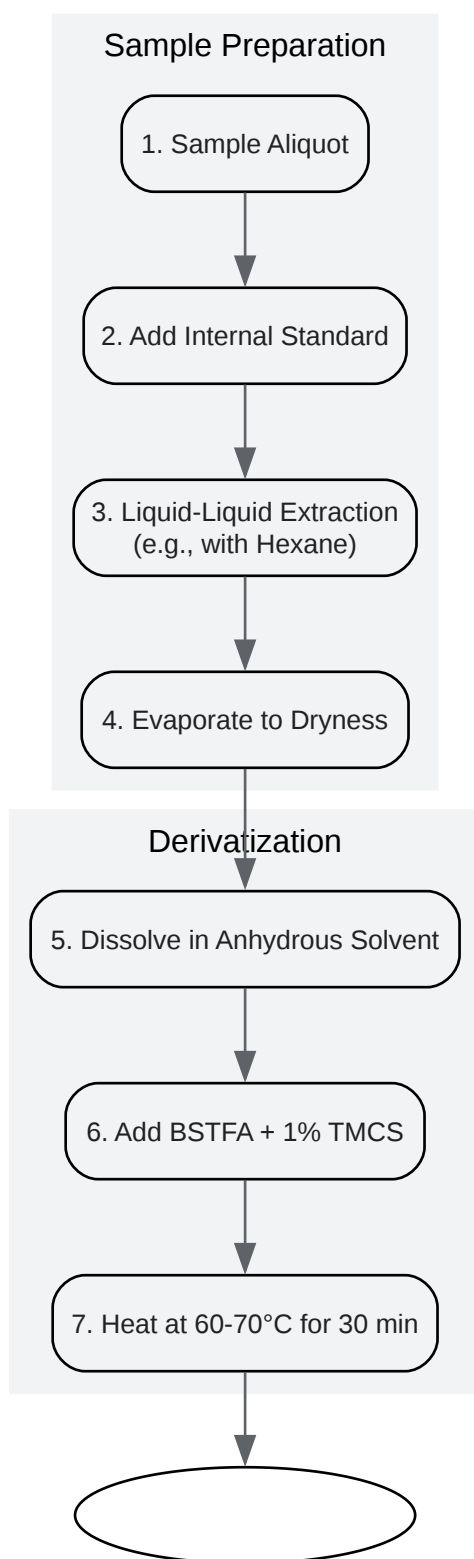 Sample Preparation
1. Sample Aliquot
2. Add Internal Standard
3. Liquid-Liquid Extraction
(e.g., with Hexane)
4. Evaporate to Dryness
Derivatization
5. Dissolve in Anhydrous Solvent
6. Add BSTFA + 1% TMCS
7. Heat at 60-70°C for 30 min